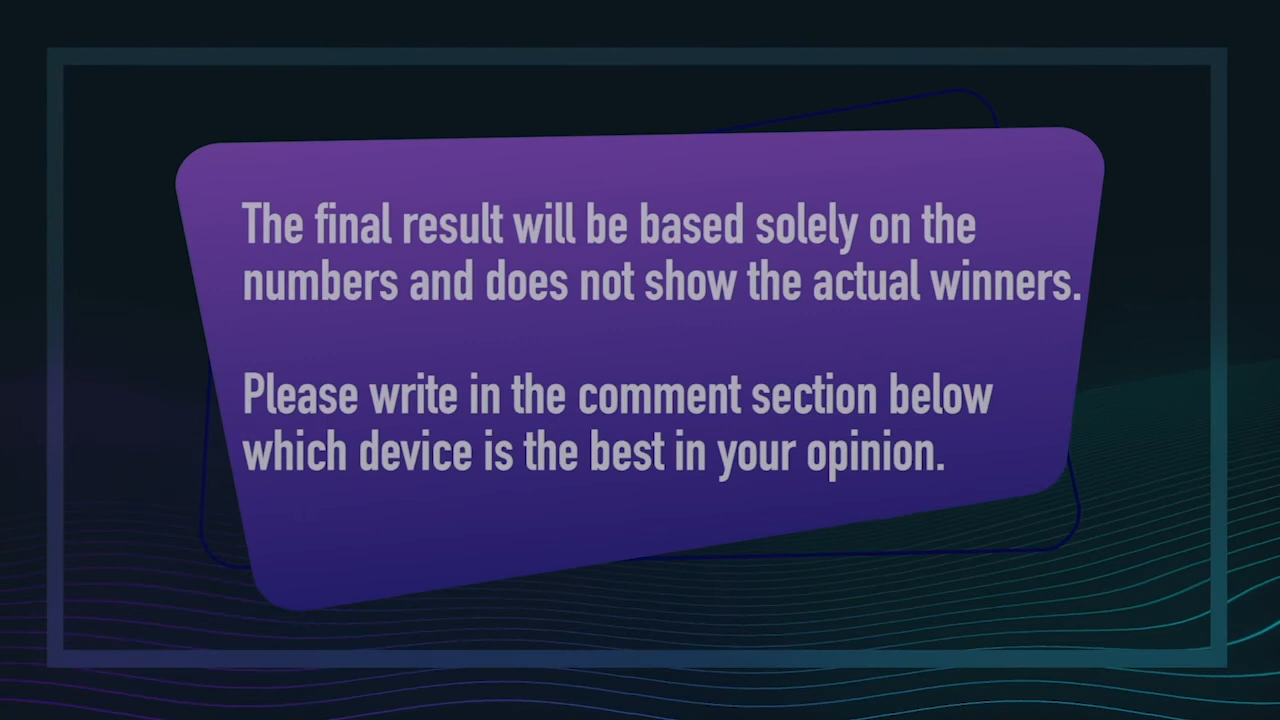 The final result will be based solely on the
numbers and does not show the actual winners.
Please write in the comment section below
which device is the best in your opinion.